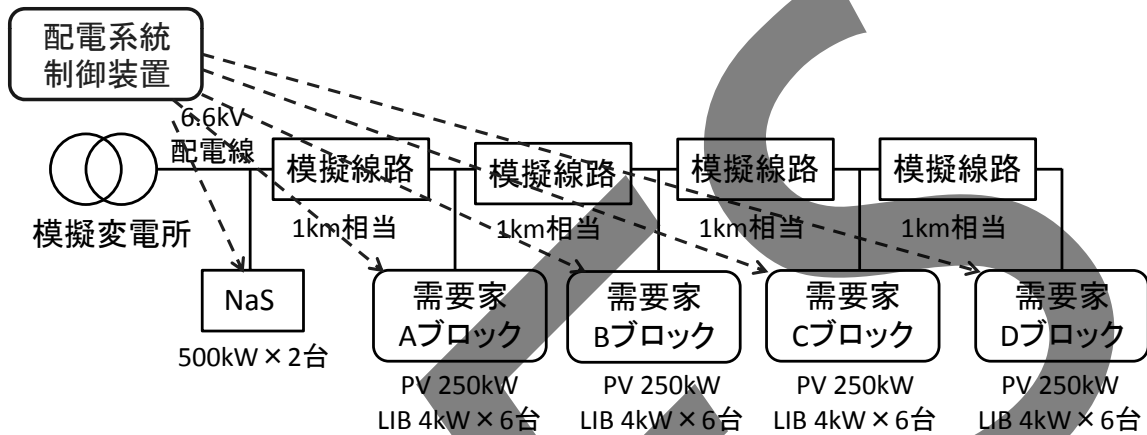 配電系統
制御装置
6.6kV
配電線
模擬線路
模擬線路
模擬線路
模擬線路
模擬変電所
1km相当
1km相当
1km相当
1km相当
NaS
500kW×2台
需要家
Aブロック
需要家
Bブロック
需要家
Cブロック
需要家
Dブロック
PV 250kW
LIB 4kW×6台
PV 250kW
LIB 4kW×6台
PV 250kW
LIB 4kW×6台
PV 250kW
LIB 4kW×6台